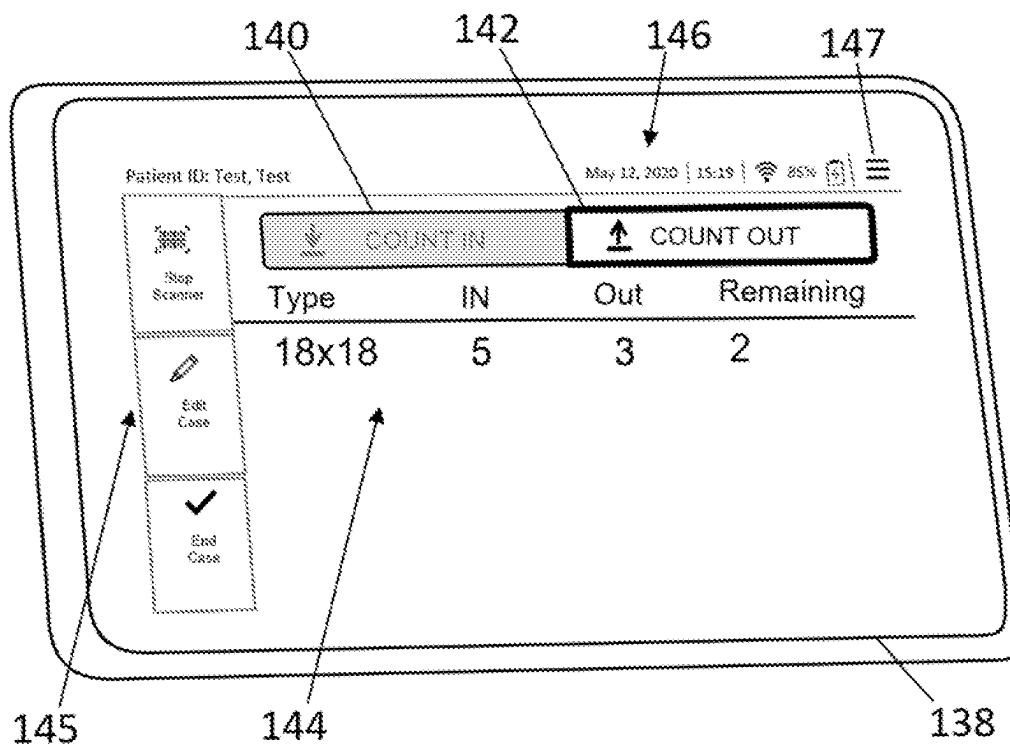 140 142 146 147
Patient ID: Test, Test May 12, 2020 15:19 85%
COUNT IN COUNT OUT
Stop
Scanner
Type IN Out Remaining
18x18 5 3 2
Edit
Case
End
Case
145 144 138